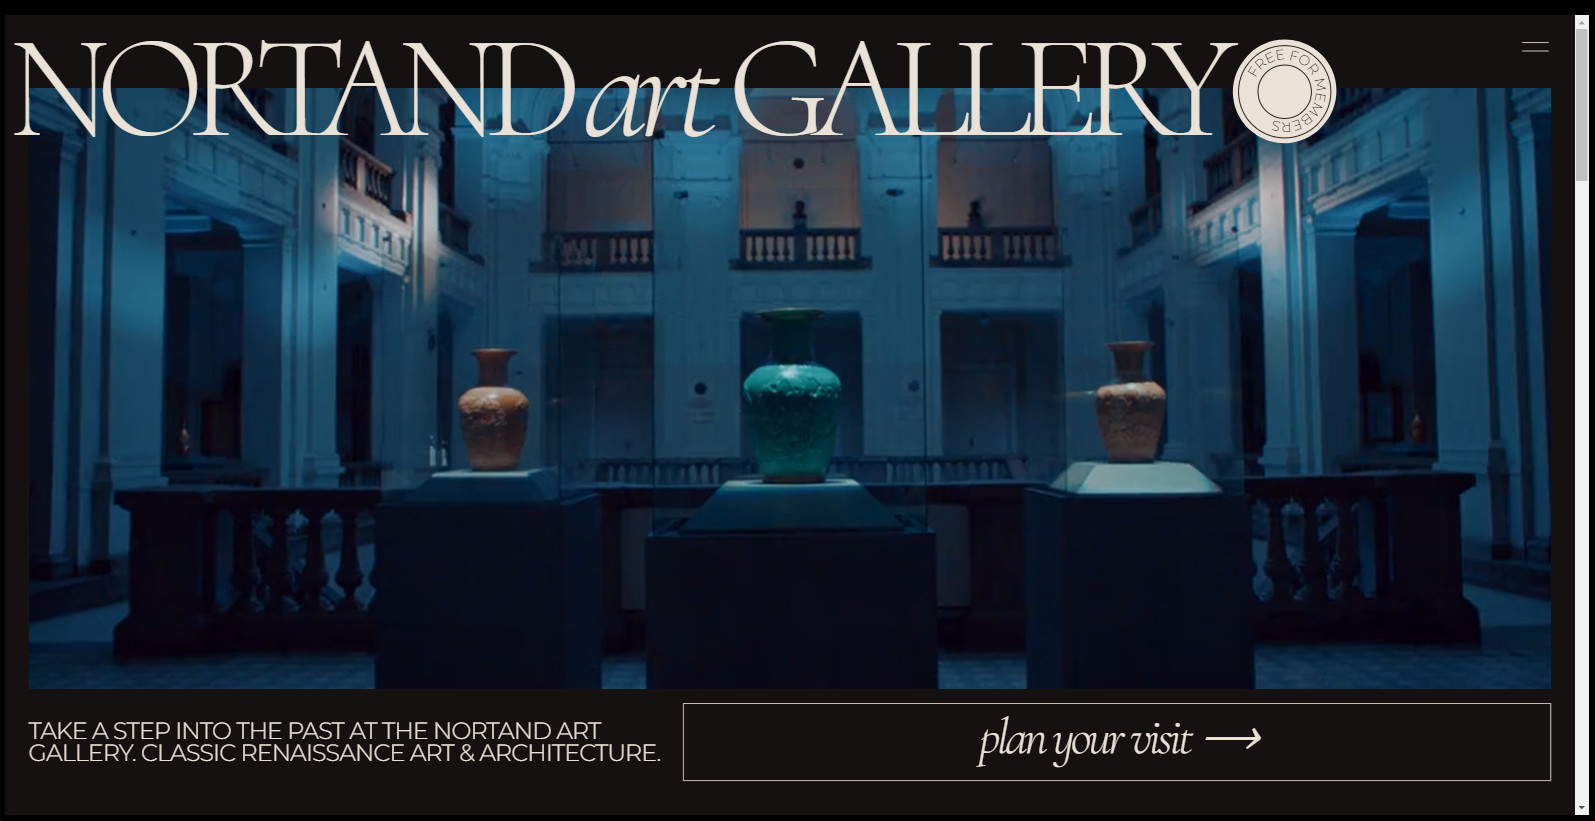 NORTAND art GALLERY
FREE FOR MEMBERS
TAKE A STEP INTO THE PAST AT THE NORTAND ART
GALLERY. CLASSIC RENAISSANCE ART & ARCHITECTURE.
plan your visit →